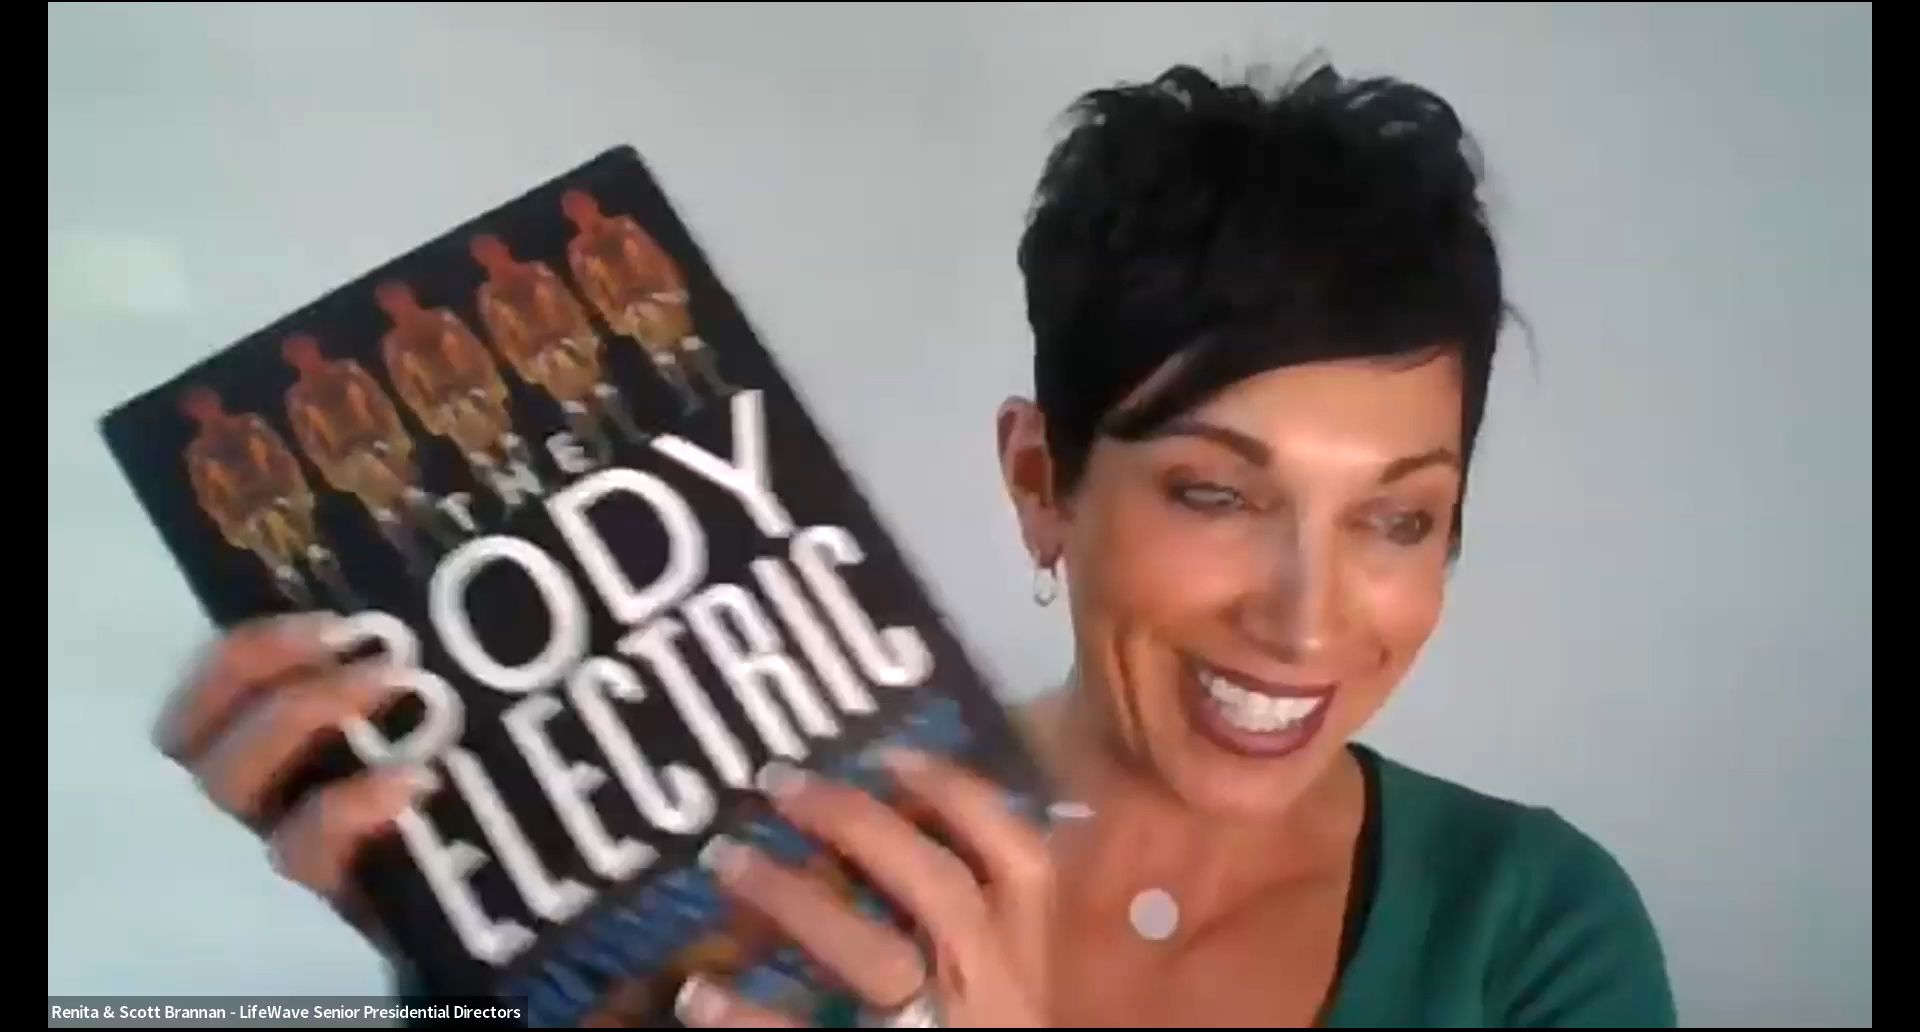 THE
BODY
ELECTRIC
Renita & Scott Brannan - LifeWave Senior Presidential Directors